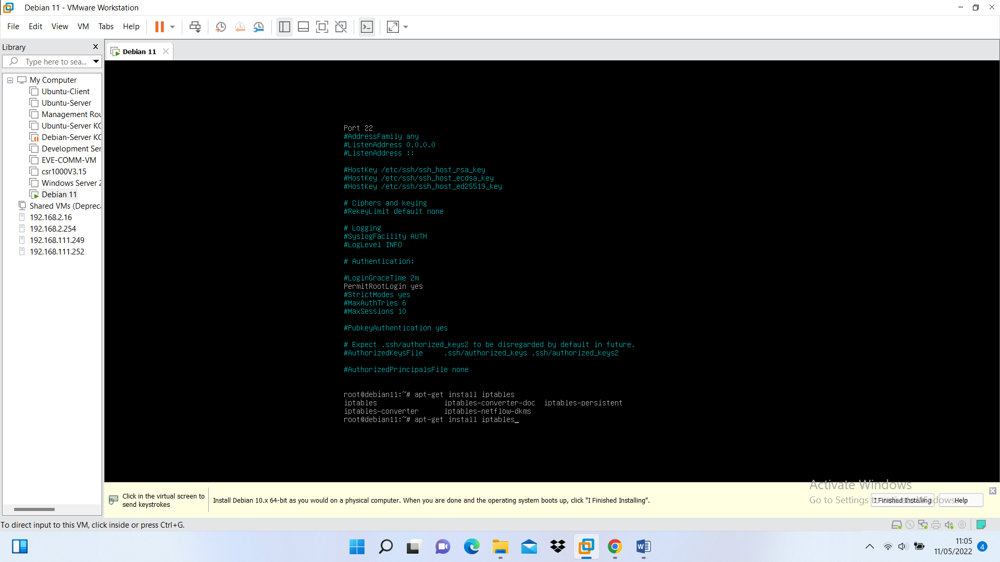 Debian 11 - VMware Workstation
File Edit View VM Tabs Help
Library
Debian 11
Type here to sea...
My Computer
Ubuntu-Client
Ubuntu-Server
Management Rou
Ubuntu-Server KC
Debian-Server KC
Development Ser
EVE-COMM-VM
csr1000V3.15
Windows Server 2
Debian 11
Shared VMs (Depreca
192.168.2.16
192.168.2.254
192.168.111.249
192.168.111.252
Port 22
#AddressFamily any
#ListenAddress 0.0.0.0
#ListenAddress ::
#HostKey /etc/ssh/ssh_host_rsa_key
#HostKey /etc/ssh/ssh_host_ecdsa_key
#HostKey /etc/ssh/ssh_host_ed25519_key
# Ciphers and keying
#RekeyLimit default none
# Logging
#SyslogFacility AUTH
#LogLevel INFO
# Authentication:
#LoginGraceTime 2m
PermitRootLogin yes
#StrictModes yes
#MaxAuthTries 6
#MaxSessions 10
#PubkeyAuthentication yes
# Expect .ssh/authorized_keys2 to be disregarded by default in future.
#AuthorizedKeysFile     .ssh/authorized_keys .ssh/authorized_keys2
#AuthorizedPrincipalsFile none
root@debian11:~# apt-get install iptables
iptables                iptables-converter-doc  iptables-persistent
iptables-converter      iptables-netflow-dkms
root@debian11:~# apt-get install iptables_
Click in the virtual screen to
send keystrokes
Install Debian 10.x 64-bit as you would on a physical computer. When you are done and the operating system boots up, click "I Finished Installing".
Activate Windows
Go to Settings to activate Windows.
I Finished Installing
Help
To direct input to this VM, click inside or press Ctrl+G.
11:05
11/05/2022
4